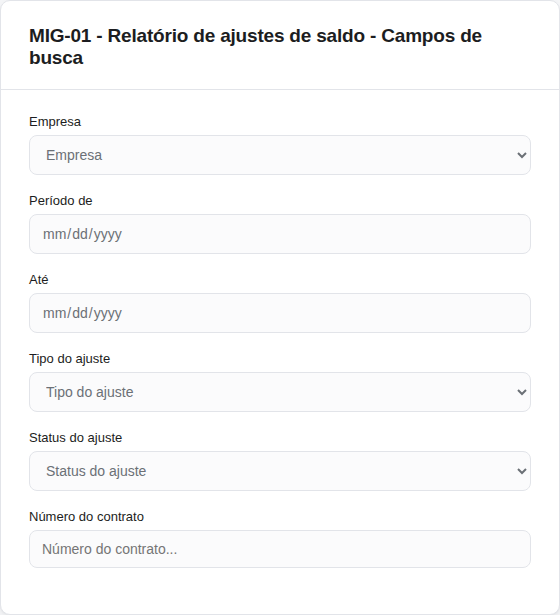 MIG-01 - Relatório de ajustes de saldo - Campos de
busca
Empresa
Empresa
Período de
mm/dd/yyyy
Até
mm/dd/yyyy
Tipo do ajuste
Tipo do ajuste
Status do ajuste
Status do ajuste
Número do contrato
Número do contrato...